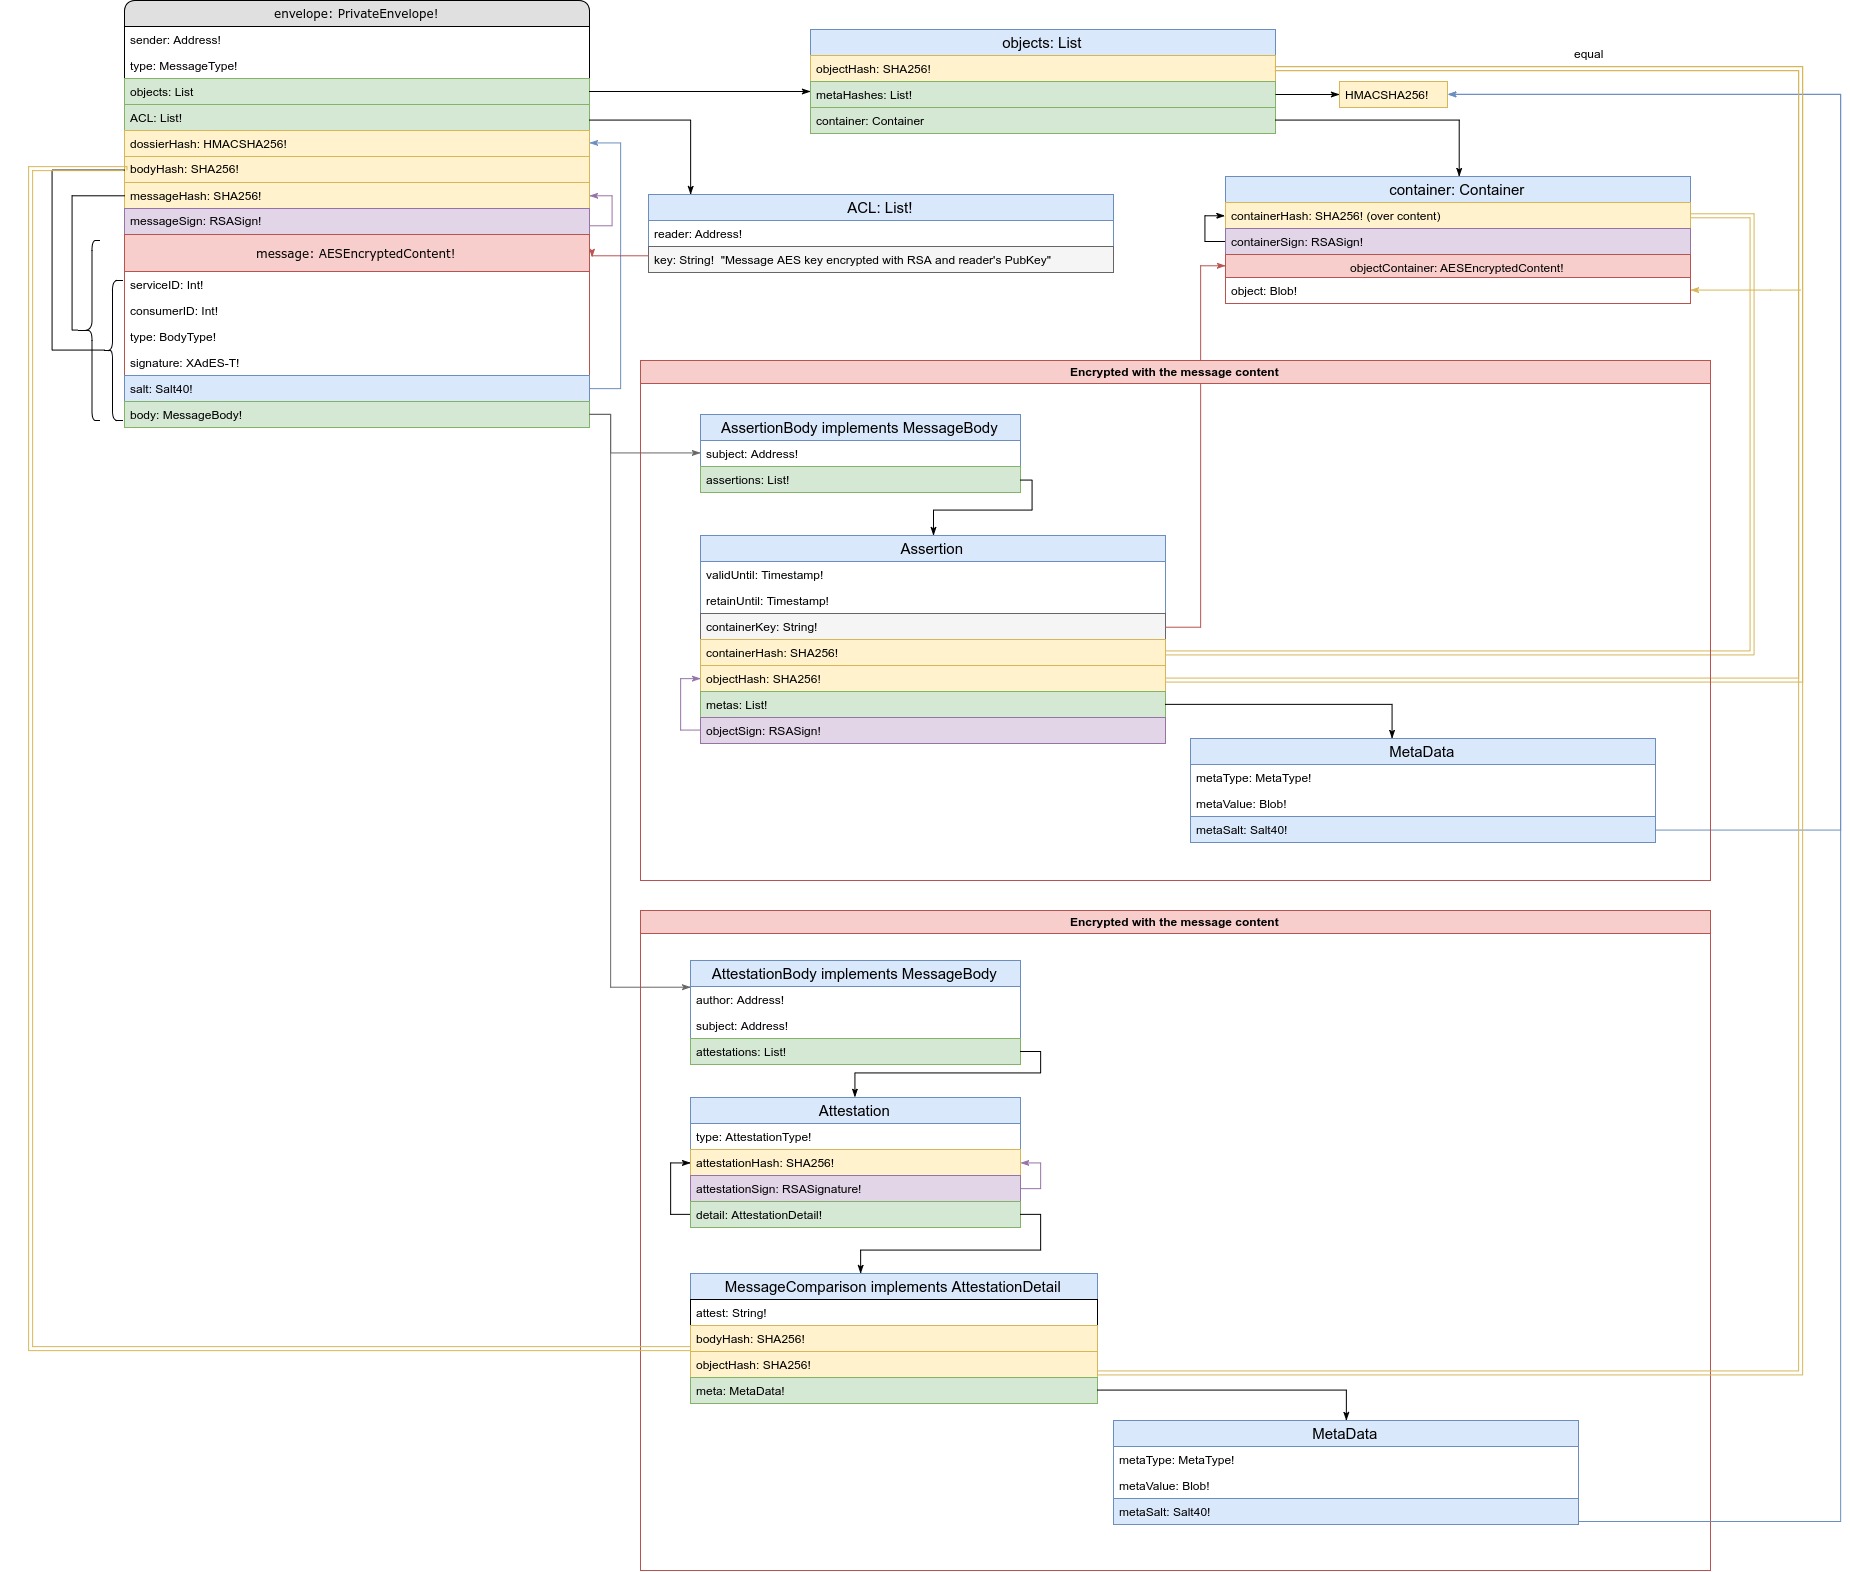 envelope: PrivateEnvelope!
sender: Address!
type: MessageType!
objects: List
ACL: List!
dossierHash: HMACSHA256!
bodyHash: SHA256!
messageHash: SHA256!
messageSign: RSASign!
message: AESEncryptedContent!
serviceID: Int!
consumerID: Int!
type: BodyType!
signature: XAdES-T!
salt: Salt40!
body: MessageBody!
objects: List
objectHash: SHA256!
metaHashes: List!
container: Container
equal
HMACSHA256!
ACL: List!
reader: Address!
key: String!  "Message AES key encrypted with RSA and reader's PubKey"
container: Container
containerHash: SHA256! (over content)
containerSign: RSASign!
objectContainer: AESEncryptedContent!
object: Blob!
Encrypted with the message content
AssertionBody implements MessageBody
subject: Address!
assertions: List!
Assertion
validUntil: Timestamp!
retainUntil: Timestamp!
containerKey: String!
containerHash: SHA256!
objectHash: SHA256!
metas: List!
objectSign: RSASign!
MetaData
metaType: MetaType!
metaValue: Blob!
metaSalt: Salt40!
Encrypted with the message content
AttestationBody implements MessageBody
author: Address!
subject: Address!
attestations: List!
Attestation
type: AttestationType!
attestationHash: SHA256!
attestationSign: RSASignature!
detail: AttestationDetail!
MessageComparison implements AttestationDetail
attest: String!
bodyHash: SHA256!
objectHash: SHA256!
meta: MetaData!
MetaData
metaType: MetaType!
metaValue: Blob!
metaSalt: Salt40!